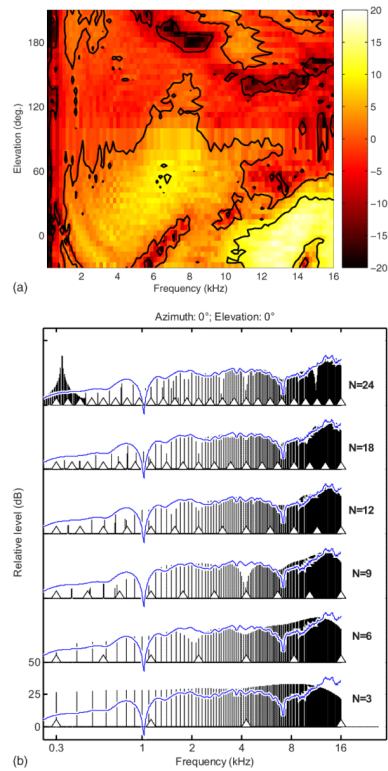 210
160
120
60
0
Elevation (deg.)
2 4 6 8 10 12 14 16
Frequency (kHz)
20
15
10
5
0
−5
−10
−15
−20
(a)
Azimuth: 0°; Elevation: 0°
N=24
N=18
N=12
N=9
N=6
N=3
Relative level (dB)
50
25
0
0.3 1 2 4 8 16
Frequency (kHz)
(b)